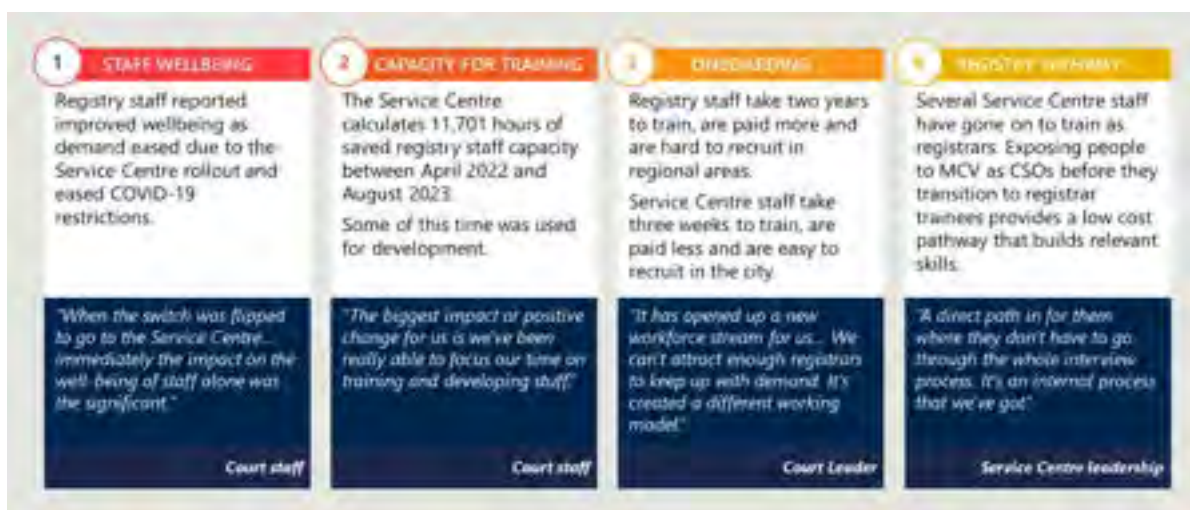 1
STAFF WELLBEING
Registry staff reported
improved wellbeing as
demand eased due to the
Service Centre rollout and
eased COVID-19
restrictions.
"When the switch was flipped
to go to the Service Centre...
immediately the impact on the
well-being of staff alone was
the significant."
Court staff
2
CAPACITY FOR TRAINING
The Service Centre
calculates 11,701 hours of
saved registry staff capacity
between April 2022 and
August 2023.
Some of this time was used
for development.
"The biggest impact or positive
change for us is we've been
really able to focus our time on
training and developing stuff."
Court staff
3
ONBOARDING
Registry staff take two years
to train, are paid more and
are hard to recruit in
regional areas.
Service Centre staff take
three weeks to train, are
paid less and are easy to
recruit in the city.
"It has opened up a new
workforce stream for us... We
can't attract enough registrars
to keep up with demand. It's
created a different working
model."
Court Leader
4
REGISTRY PATHWAY
Several Service Centre staff
have gone on to train as
registrars. Exposing people
to MCV as CSOs before they
transition to registrar
trainees provides a low cost
pathway that builds relevant
skills.
"A direct path in for them
where they don't have to go
through the whole interview
process. It's an internal process
that we've got"
Service Centre leadership